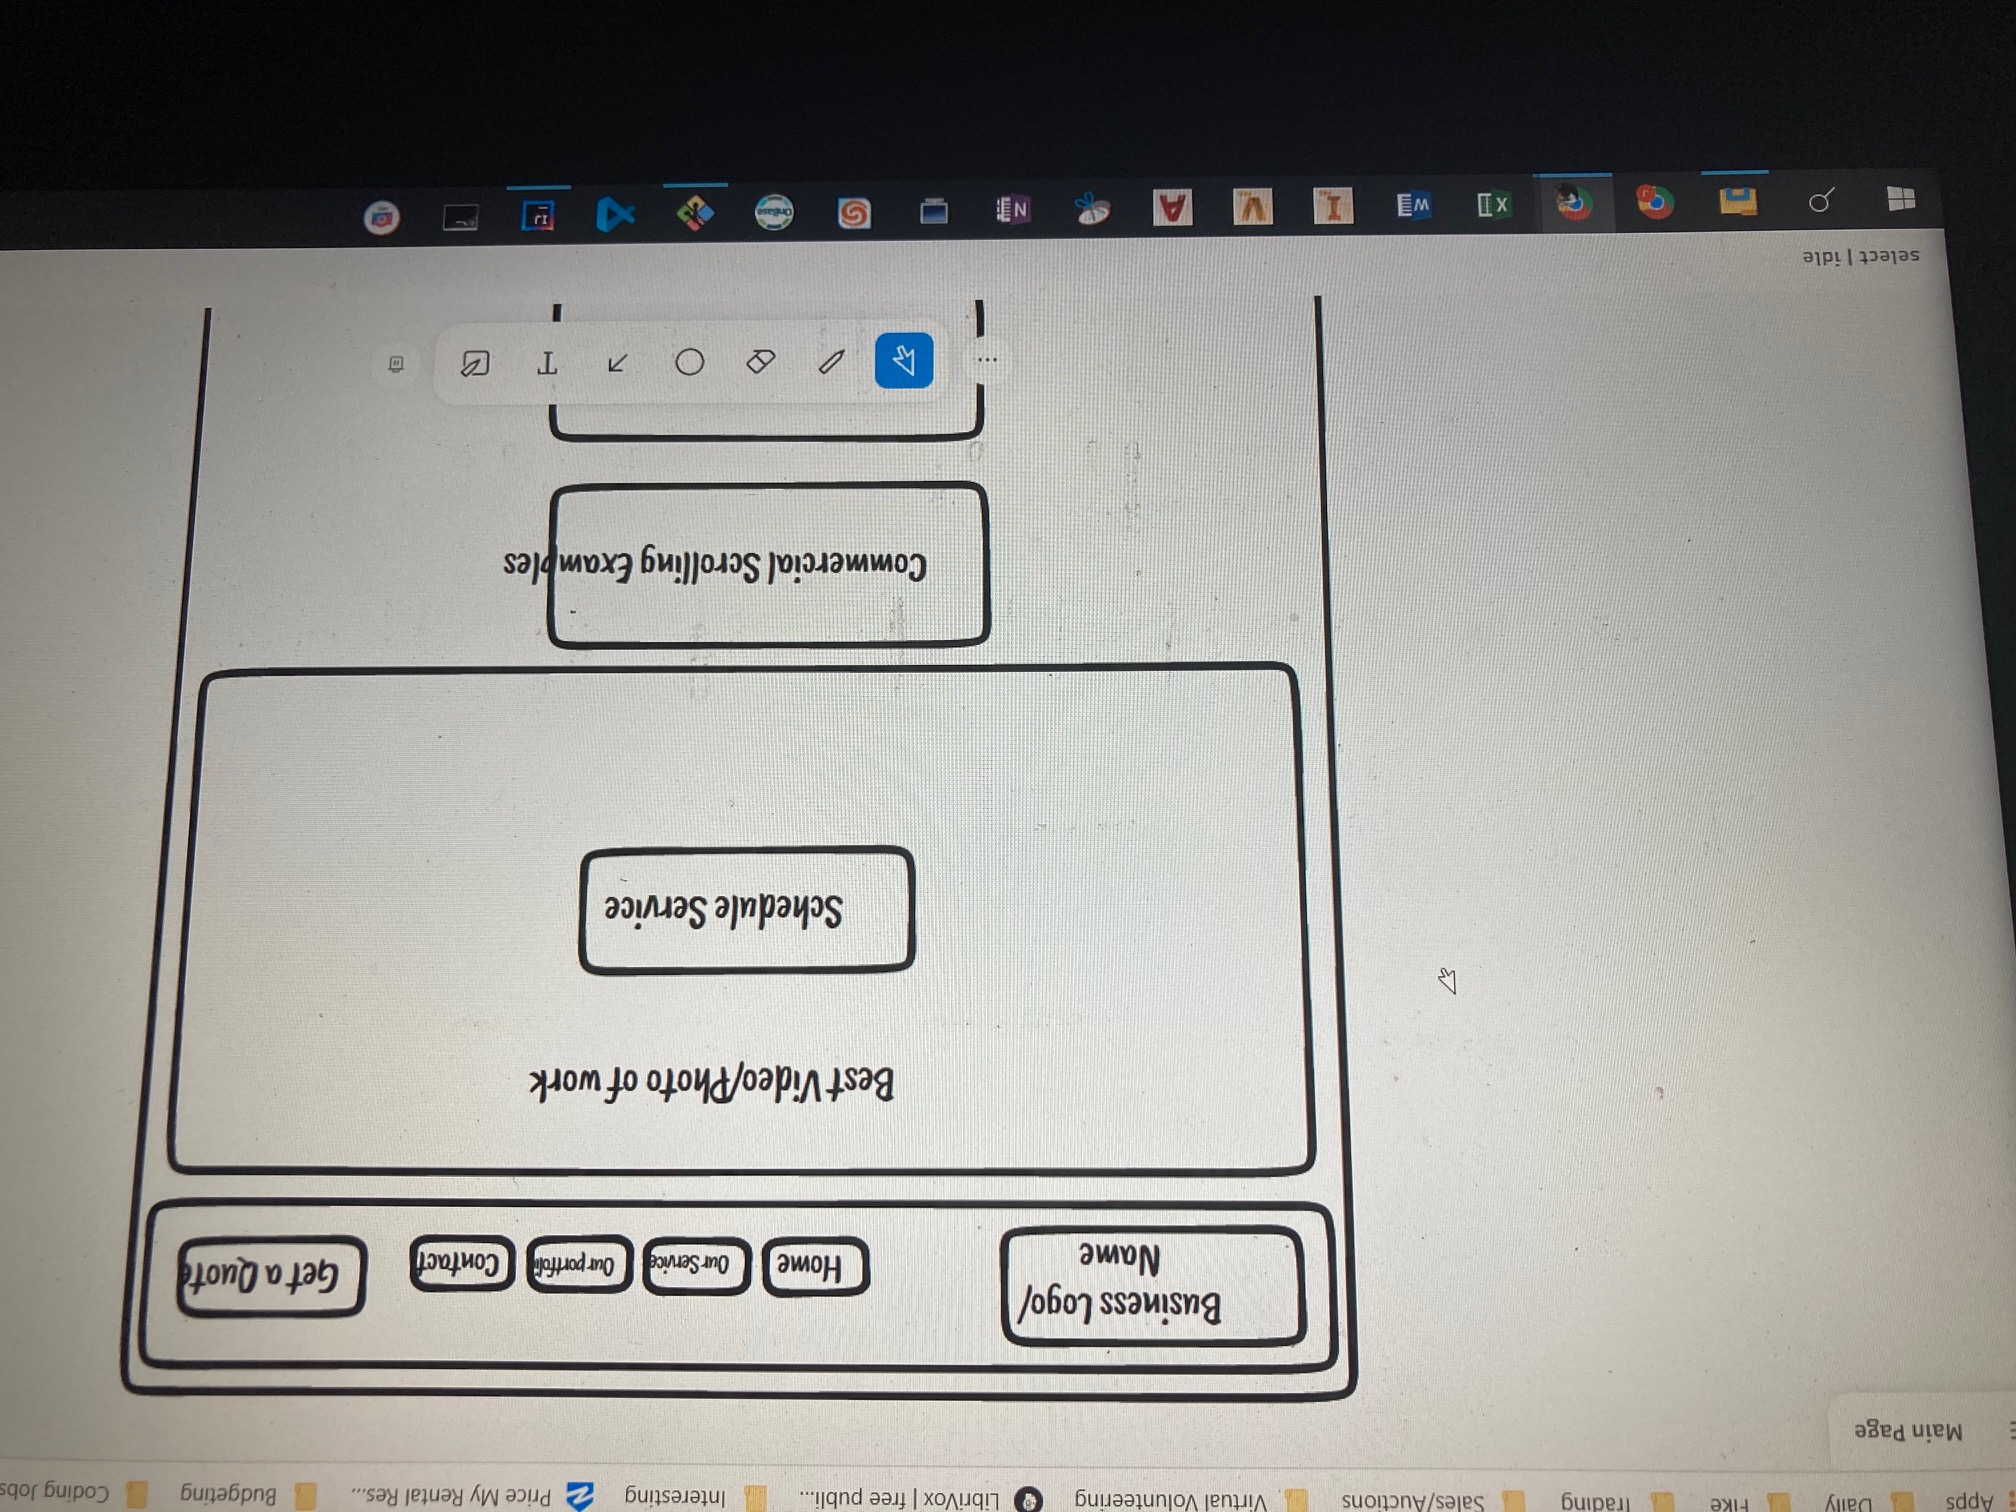 Apps Daily Fike Trading Sales/Auctions Virtual Volunteering LibriVox | free publi... Interesting Price My Rental Res... Budgeting Coding Jobs
Main Page
Business Logo/
Name
Home Our Service Our portfoli Contact Get a Quote
Best Video/Photo of work
Schedule Service
Commercial Scrolling Examples
... T
select | idle
X W I V A N OnBase IJ